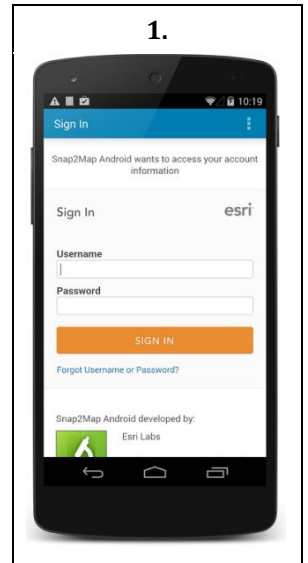 1.
10:19
Sign In
Snap2Map Android wants to access your account
information
Sign In
esri
Username
Password
SIGN IN
Forgot Username or Password?
Snap2Map Android developed by:
Esri Labs